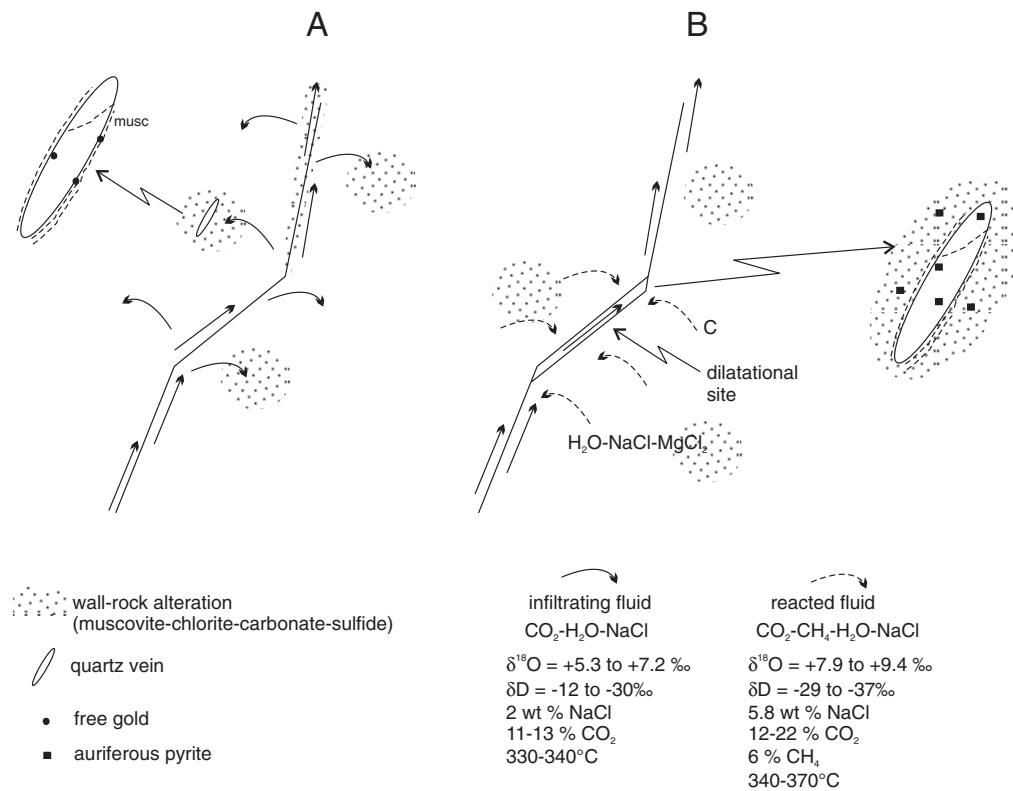 A
B
musc
C
dilatational
site
H₂O-NaCl-MgCl₂
wall-rock alteration
(muscovite-chlorite-carbonate-sulfide)
quartz vein
free gold
auriferous pyrite
infiltrating fluid
CO₂-H₂O-NaCl
δ¹⁸O = +5.3 to +7.2 ‰
δD = -12 to -30‰
2 wt % NaCl
11-13 % CO₂
330-340°C
reacted fluid
CO₂-CH₄-H₂O-NaCl
δ¹⁸O = +7.9 to +9.4 ‰
δD = -29 to -37‰
5.8 wt % NaCl
12-22 % CO₂
6 % CH₄
340-370°C